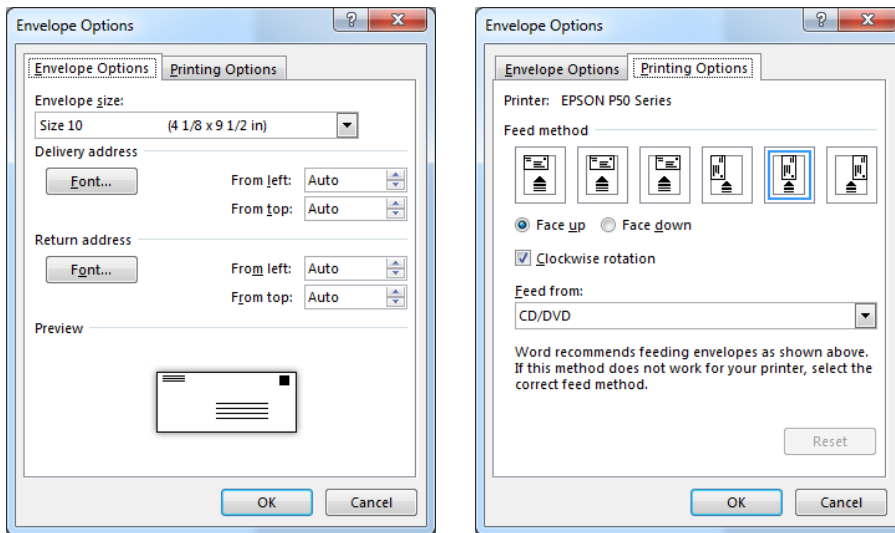 Envelope Options
Envelope Options
Printing Options
Envelope size:
Size 10 (4 1/8 x 9 1/2 in)
Delivery address
Font...
From left: Auto
From top: Auto
Return address
Font...
From left: Auto
From top: Auto
Preview
OK
Cancel
Envelope Options
Envelope Options
Printing Options
Printer: EPSON P50 Series
Feed method
Face up
Face down
Clockwise rotation
Feed from:
CD/DVD
Word recommends feeding envelopes as shown above.
If this method does not work for your printer, select the
correct feed method.
Reset
OK
Cancel